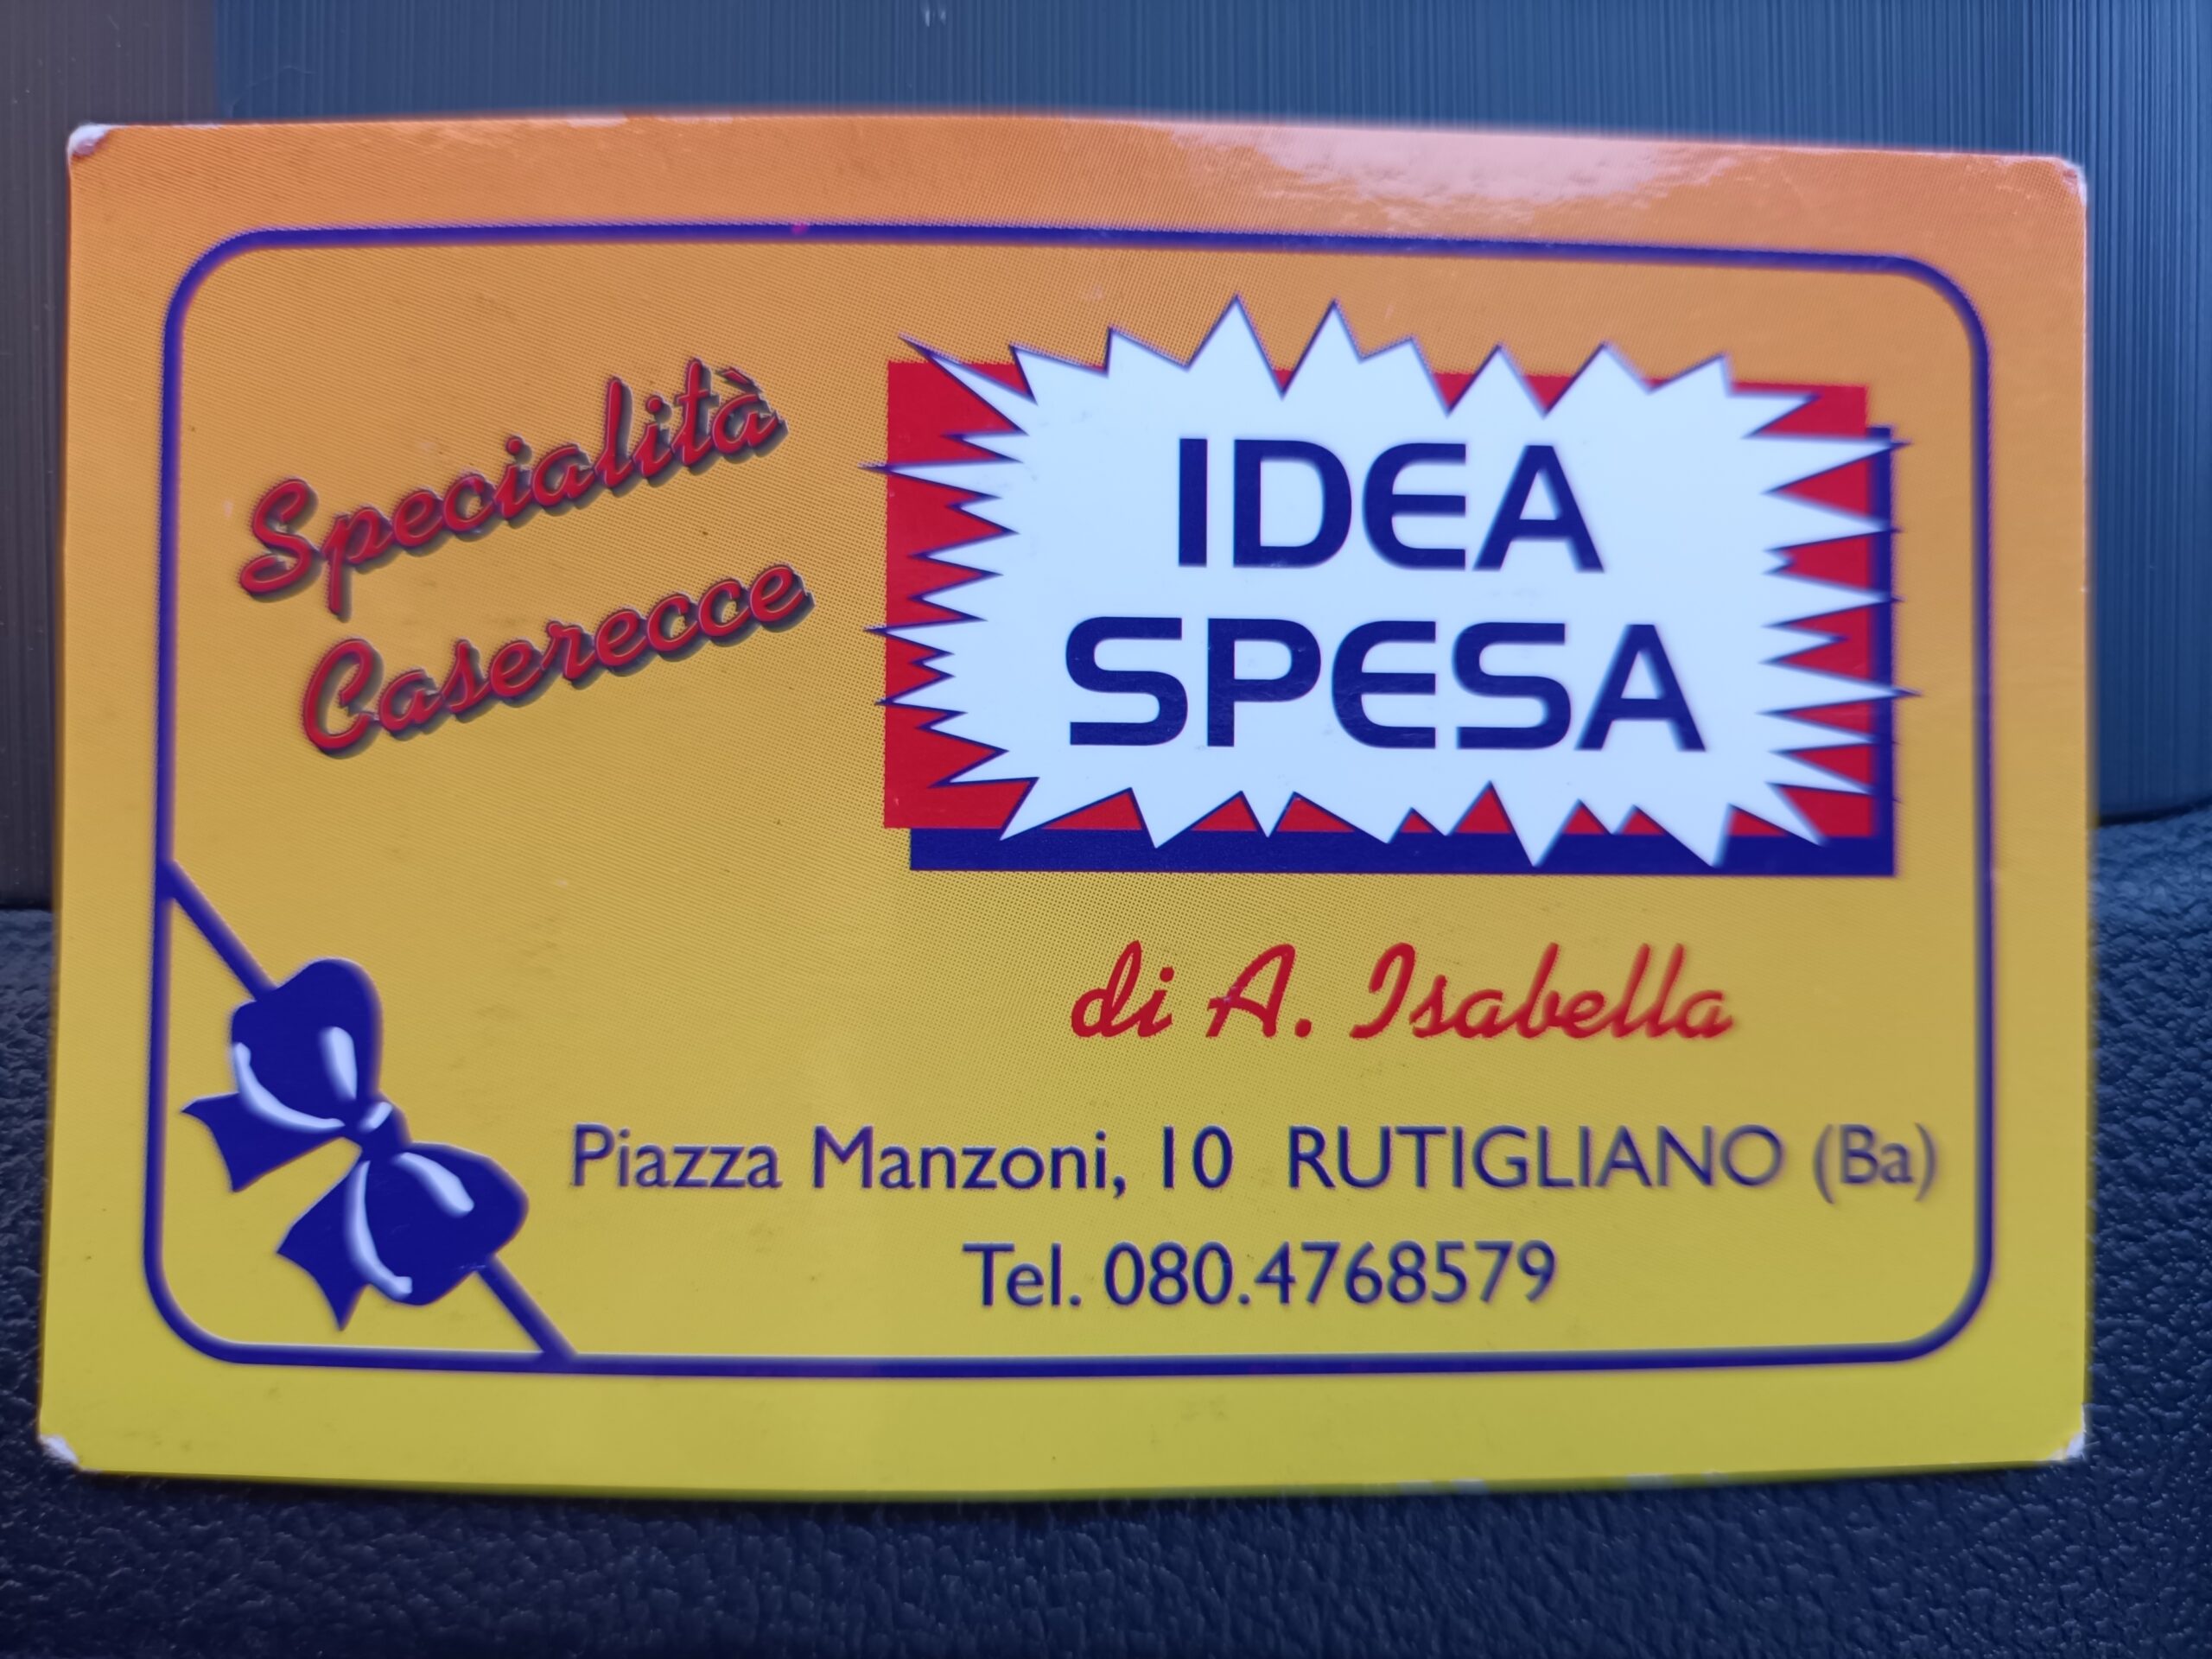 Specialità
Caserecce
IDEA
SPESA
di A. Isabella
Piazza Manzoni, 10 RUTIGLIANO (Ba)
Tel. 080.4768579